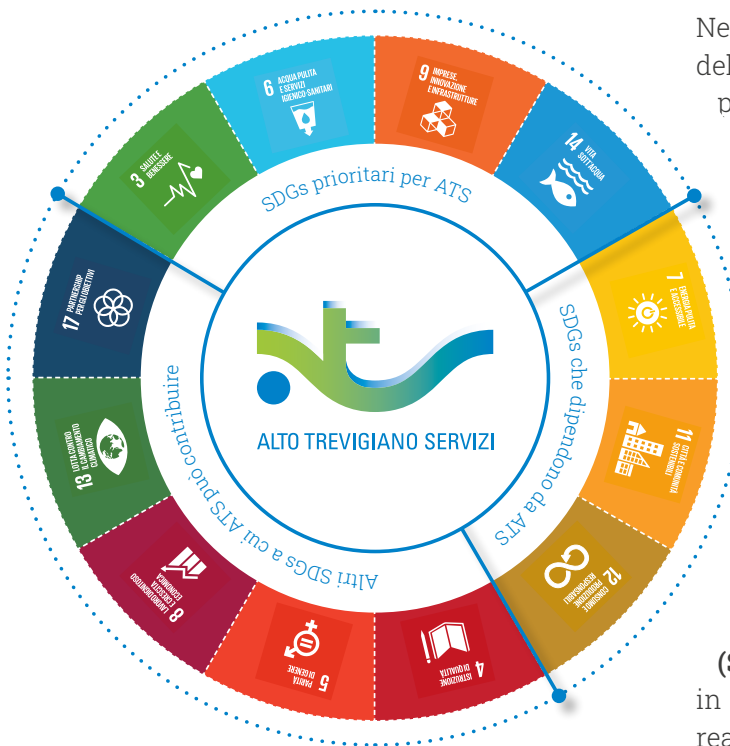 Ne
del
p
SDGs prioritari per ATS
3 SALUTE E
BENESSERE
6 ACQUA PULITA
E SERVIZI
IGIENICO-SANITARI
9 IMPRESE,
INNOVAZIONE
E INFRASTRUTTURE
14 VITA
SOTT'ACQUA
SDGs che dipendono da ATS
7 ENERGIA PULITA
E ACCESSIBILE
11 CITTÀ E COMUNITÀ
SOSTENIBILI
12 CONSUMO E
PRODUZIONE
RESPONSABILI
Altri SDGs a cui ATS può contribuire
4 ISTRUZIONE
DI QUALITÀ
5 PARITÀ
DI GENERE
8 LAVORO DIGNITOSO
E CRESCITA
ECONOMICA
13 LOTTA CONTRO
IL CAMBIAMENTO
CLIMATICO
17 PARTNERSHIP
PER GLI OBIETTIVI
ALTO TREVIGIANO SERVIZI
(S
in
rea